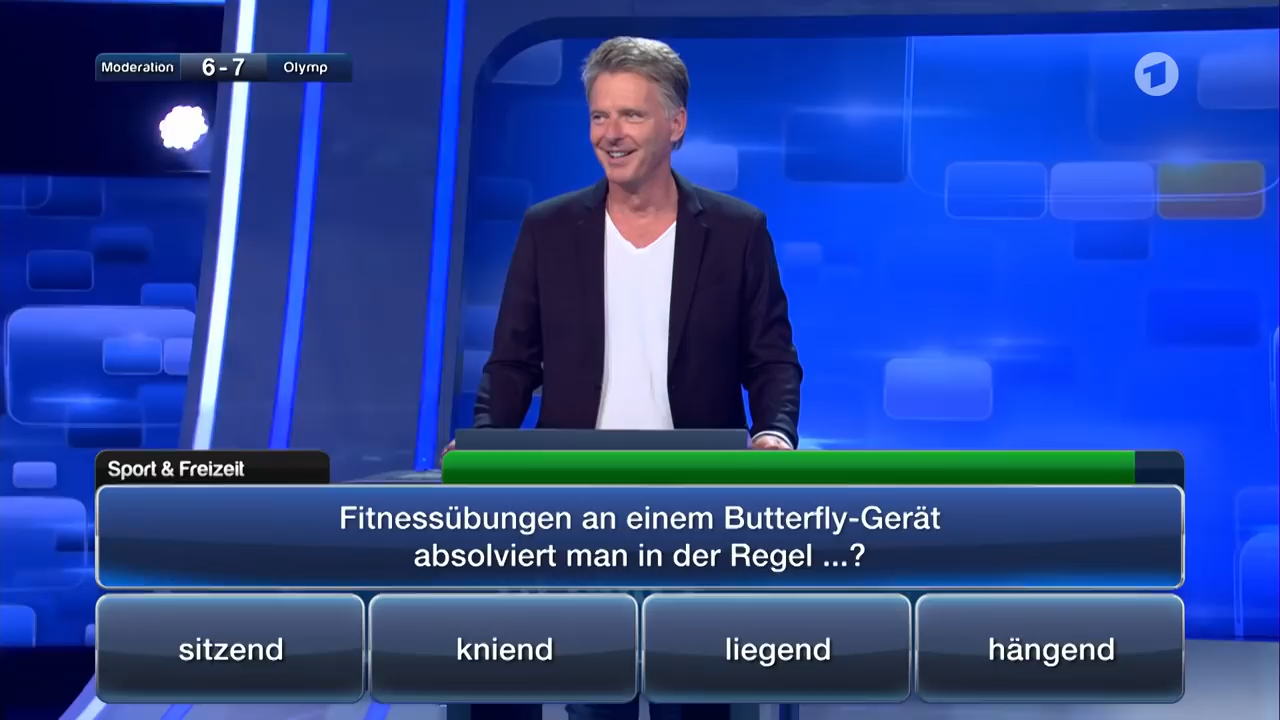 Moderation 6-7 Olymp
1
Sport & Freizeit
Fitnessübungen an einem Butterfly-Gerät
absolviert man in der Regel ...?
sitzend kniend liegend hängend